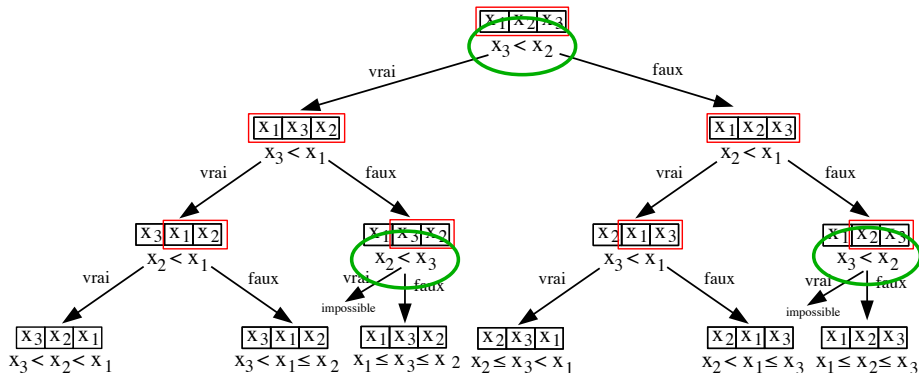 x1 x2 x3
x3 < x2
vrai faux
x1 x3 x2 x1 x2 x3
x3 < x1 x2 < x1
vrai faux vrai faux
x3 x1 x2 x1 x3 x2 x2 x1 x3 x1 x2 x3
x2 < x1 x2 < x3 x3 < x1 x3 < x2
vrai faux vrai faux vrai faux vrai faux
impossible impossible
x3 x2 x1 x3 x1 x2 x1 x3 x2 x2 x3 x1 x2 x1 x3 x1 x2 x3
x3 < x2 < x1 x3 < x1 ≤ x2 x1 ≤ x3 ≤ x2 x2 ≤ x3 < x1 x2 < x1 ≤ x3 x1 ≤ x2 ≤ x3